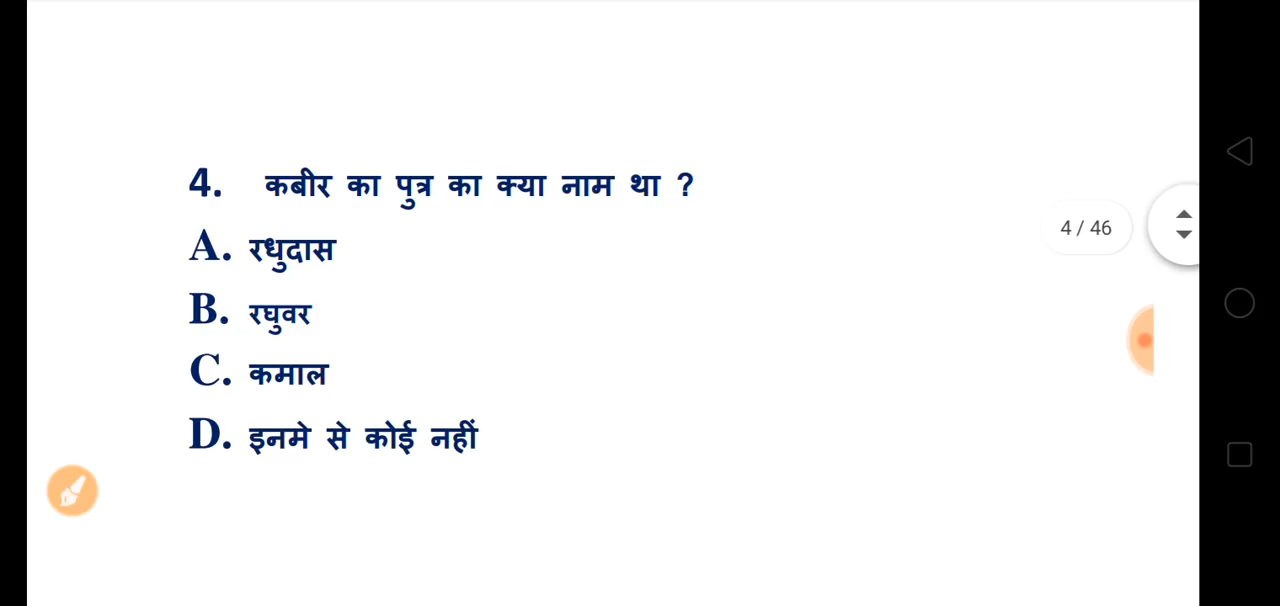 4. कबीर का पुत्र का क्या नाम था ?
A. रधुदास
B. रघुवर
C. कमाल
D. इनमे से कोई नहीं
4 / 46